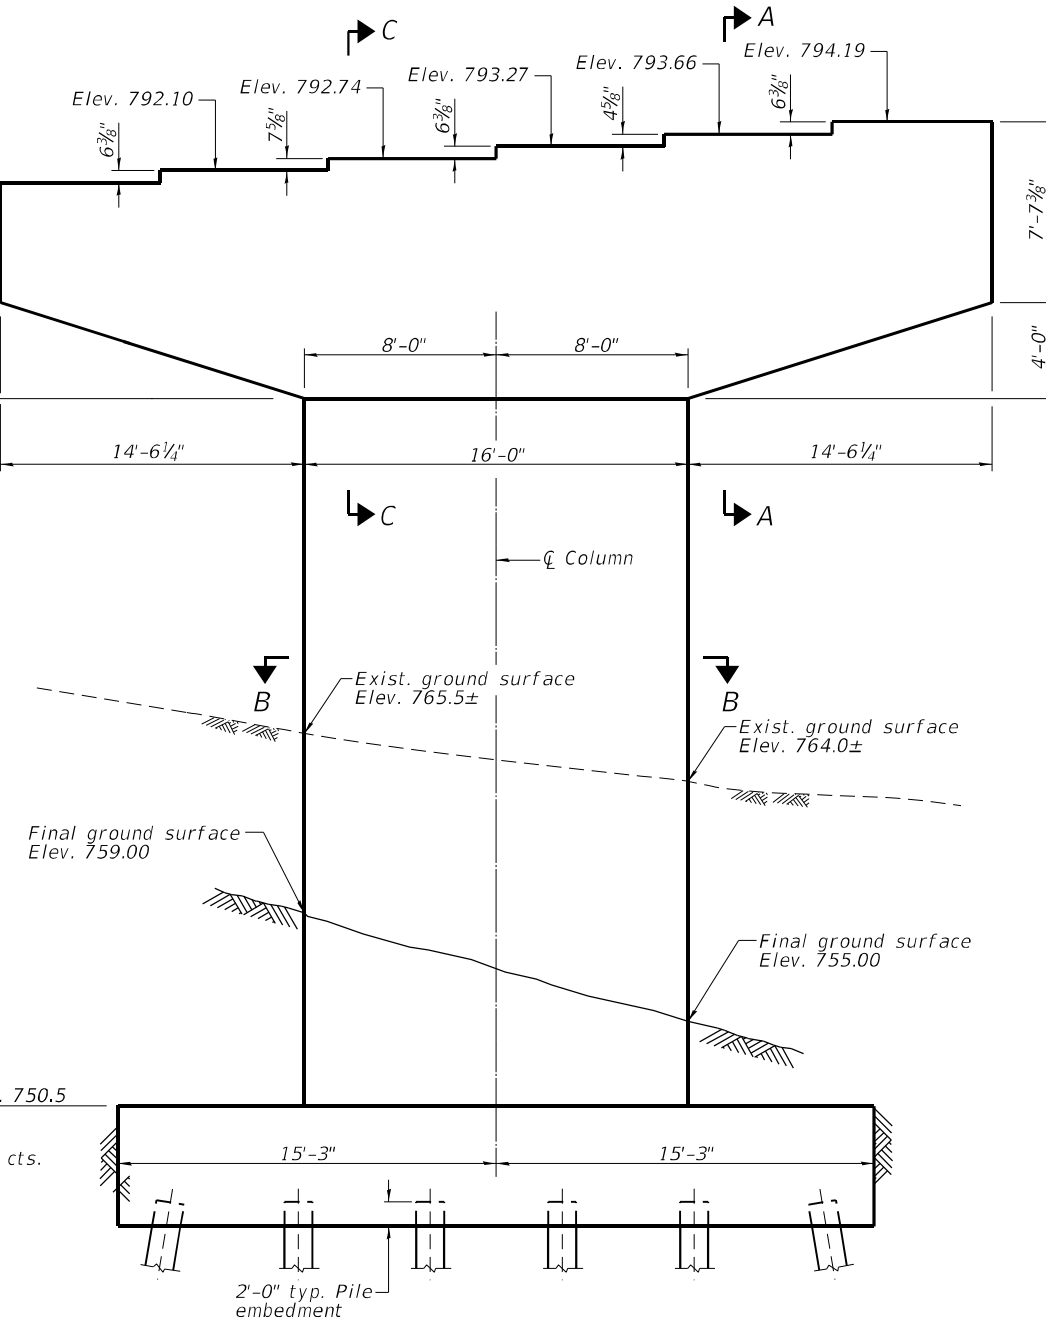 C
A
Elev. 794.19
Elev. 793.66
Elev. 793.27
Elev. 792.74
Elev. 792.10
6⅜"
7⅝"
6⅜"
4⅝"
6⅜"
7'-7⅜"
4'-0"
8'-0"
8'-0"
14'-6¼"
16'-0"
14'-6¼"
C
A
℄ Column
B
B
Exist. ground surface
Elev. 765.5±
Exist. ground surface
Elev. 764.0±
Final ground surface
Elev. 759.00
Final ground surface
Elev. 755.00
. 750.5
cts.
15'-3"
15'-3"
2'-0" typ. Pile
embedment